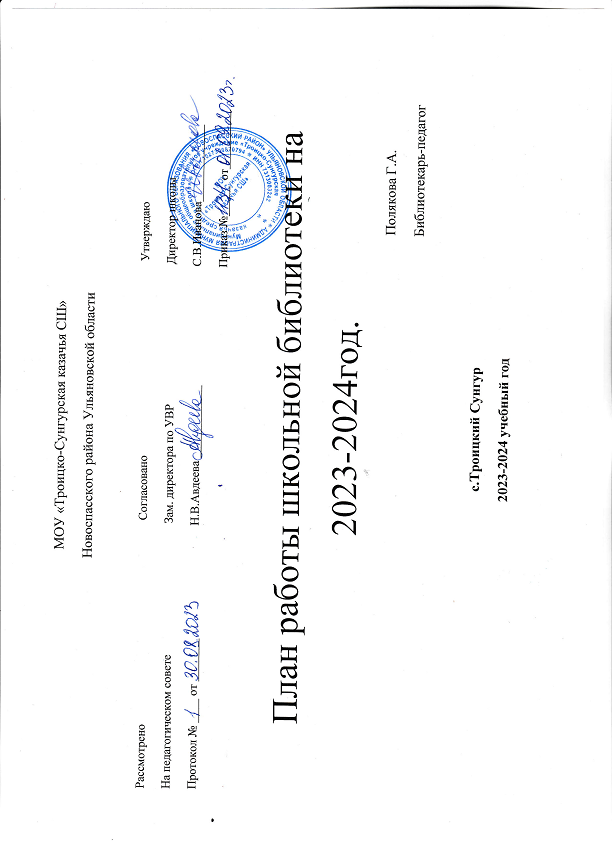 МОУ «Троицко-Сунгурская казачья СШ»
Новоспасского района Ульяновской области
Рассмотрено
На педагогическом совете
Протокол № 1 от 30.08.2023
Согласовано
Зам. директора по УВР
Н.В.Авдеева
Утверждаю
Директор школы
С.В.Иванова
Приказ № от 2023г.
План работы школьной библиотеки на
2023-2024год.
Полякова Г.А.
Библиотекарь-педагог
с.Троицкий Сунгур
2023-2024 учебный год